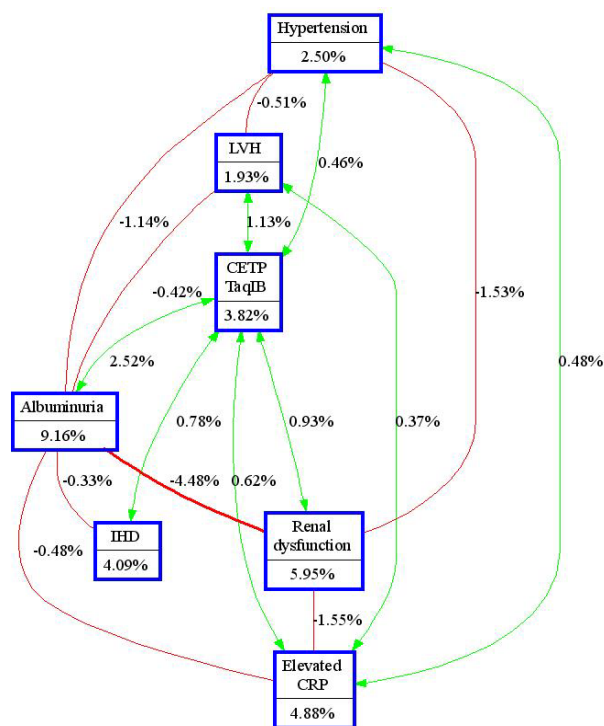 Hypertension
2.50%
-0.51%
LVH
1.93%
0.46%
1.13%
-1.14%
CETP
TaqIB
3.82%
-0.42%
-1.53%
2.52%
0.48%
Albuminuria
9.16%
0.78%
0.93%
0.37%
-0.33%
-4.48%
0.62%
IHD
4.09%
Renal
dysfunction
5.95%
-0.48%
-1.55%
Elevated
CRP
4.88%